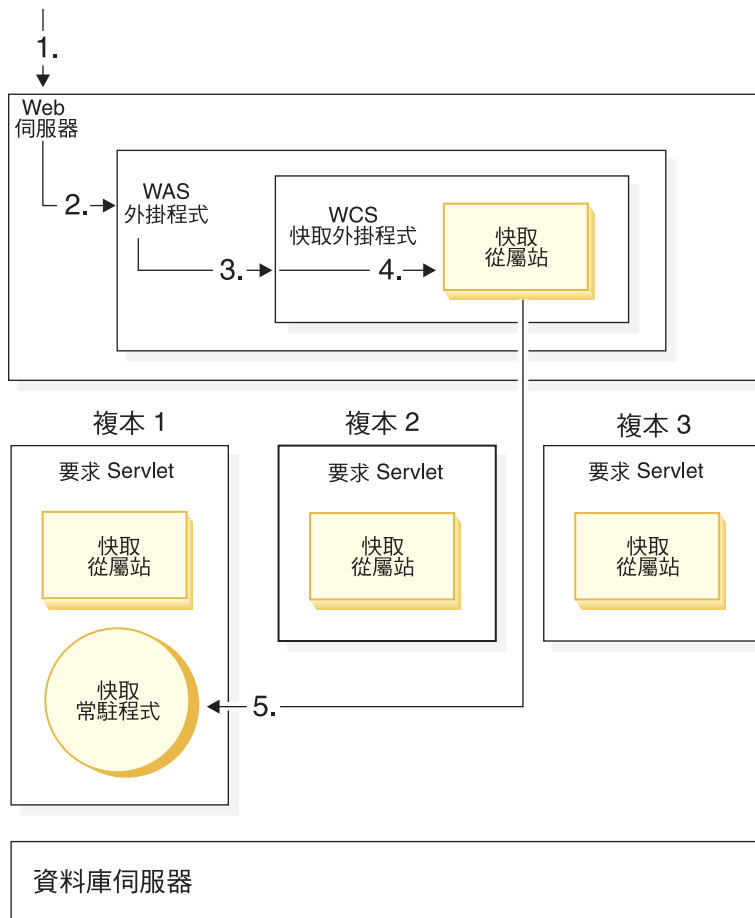 1.
Web
伺服器
2.
WAS
外掛程式
3.
WCS
快取外掛程式
4.
快取
從屬站
複本 1
複本 2
複本 3
要求 Servlet
要求 Servlet
要求 Servlet
快取
從屬站
快取
從屬站
快取
從屬站
快取
常駐程式
5.
資料庫伺服器